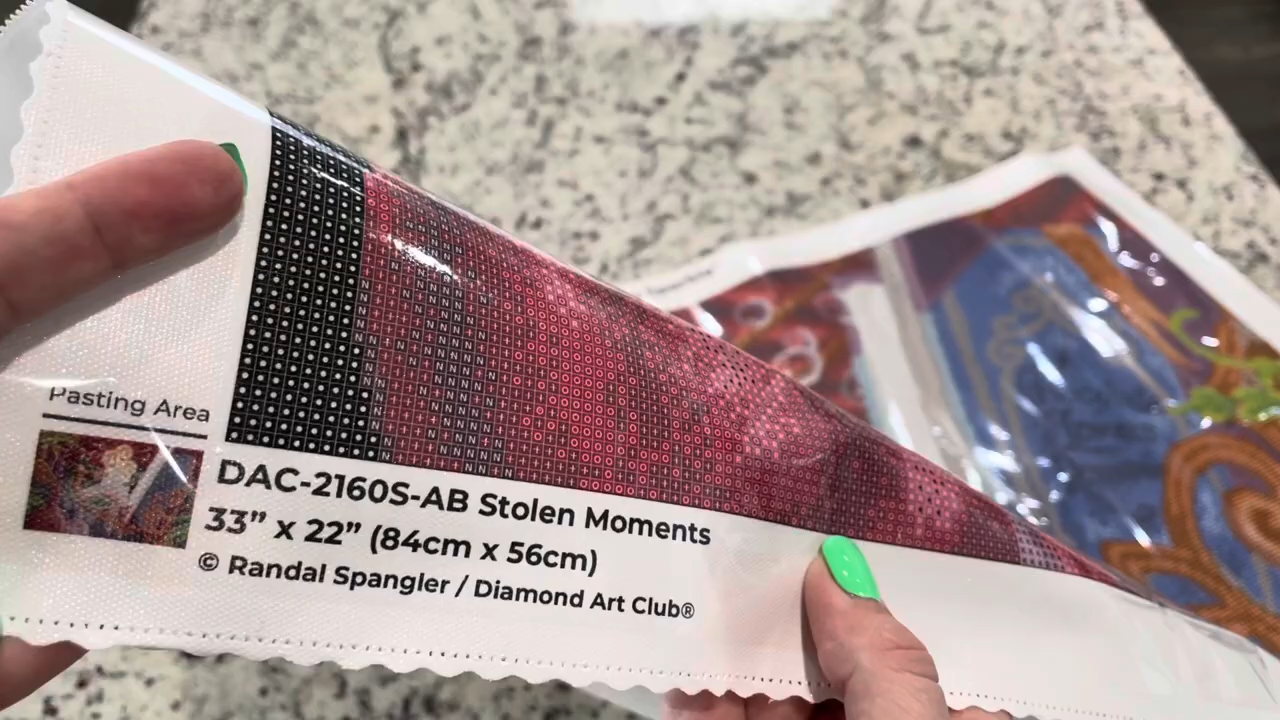 Pasting Area
DAC-2160S-AB Stolen Moments
33” x 22” (84cm x 56cm)
© Randal Spangler / Diamond Art Club®